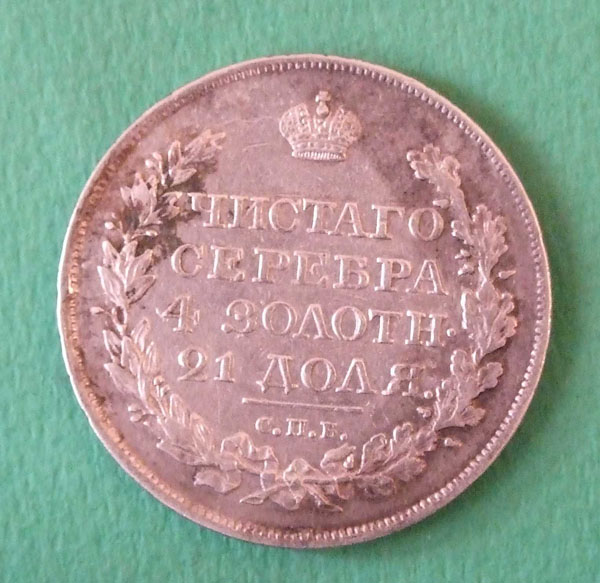 ЧИСТАГО
СЕРЕБРА
4 ЗОЛОТН.
21 ДОЛЯ.
С.П.Б.